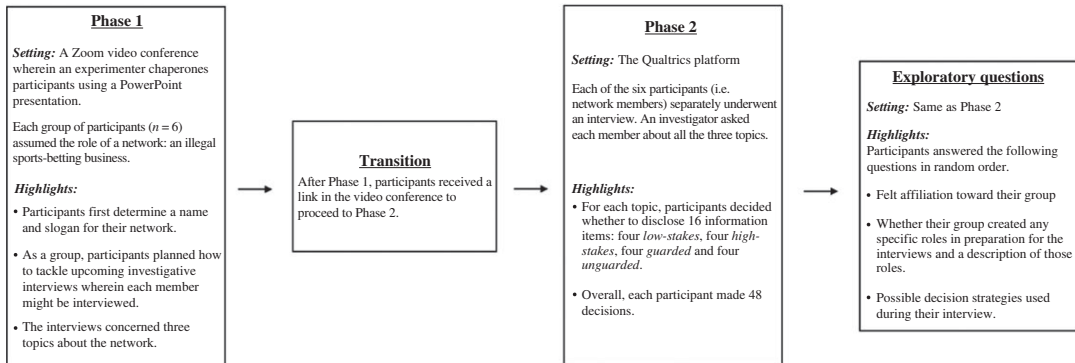 Phase 1
Setting: A Zoom video conference
wherein an experimenter chaperones
participants using a PowerPoint
presentation.
Each group of participants (n = 6)
assumed the role of a network: an illegal
sports-betting business.
Highlights:
• Participants first determine a name
and slogan for their network.
• As a group, participants planned how
to tackle upcoming investigative
interviews wherein each member
might be interviewed.
• The interviews concerned three
topics about the network.
Transition
After Phase 1, participants received a
link in the video conference to
proceed to Phase 2.
Phase 2
Setting: The Qualtrics platform
Each of the six participants (i.e.
network members) separately underwent
an interview. An investigator asked
each member about all the three topics.
Highlights:
• For each topic, participants decided
whether to disclose 16 information
items: four low-stakes, four high-
stakes, four guarded and four
unguarded.
• Overall, each participant made 48
decisions.
Exploratory questions
Setting: Same as Phase 2
Highlights:
Participants answered the following
questions in random order.
• Felt affiliation toward their group
• Whether their group created any
specific roles in preparation for the
interviews and a description of those
roles.
• Possible decision strategies used
during their interview.